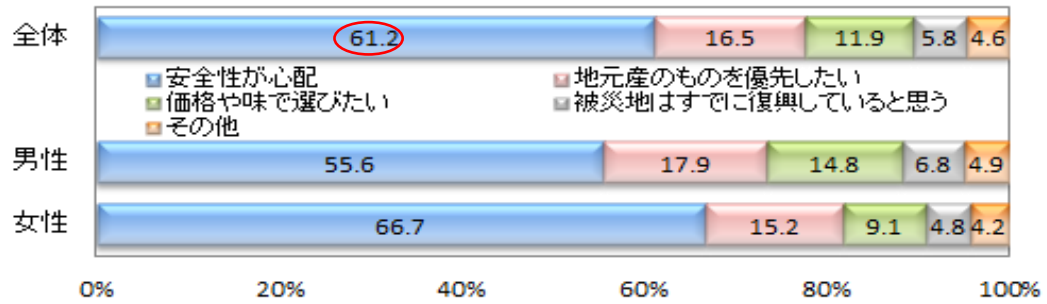 全体 61.2 16.5 11.9 5.8 4.6
安全性が心配 地元産のものを優先したい
価格や味で選びたい 被災地はすでに復興していると思う
その他
男性 55.6 17.9 14.8 6.8 4.9
女性 66.7 15.2 9.1 4.8 4.2
0% 20% 40% 60% 80% 100%